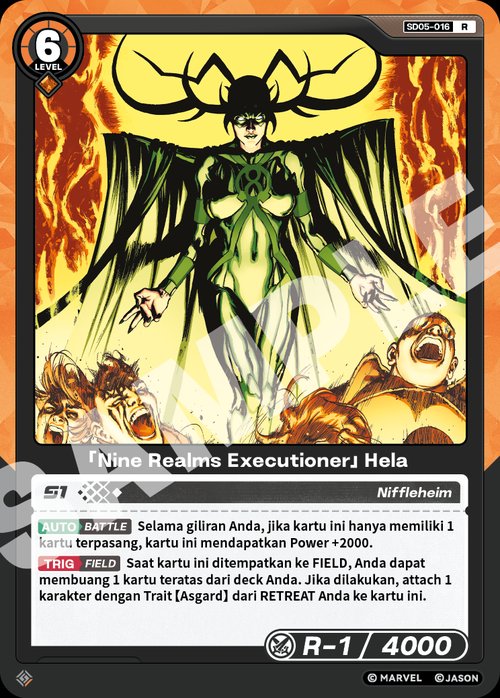 6
LEVEL
SD05-016 R
SAMPLE
「Nine Realms Executioner」 Hela
S1
Niffleheim
AUTO BATTLE Selama giliran Anda, jika kartu ini hanya memiliki 1
kartu terpasang, kartu ini mendapatkan Power +2000.
TRIG FIELD Saat kartu ini ditempatkan ke FIELD, Anda dapat
membuang 1 kartu teratas dari deck Anda. Jika dilakukan, attach 1
karakter dengan Trait【Asgard】dari RETREAT Anda ke kartu ini.
R-1 / 4000
© MARVEL © JASON